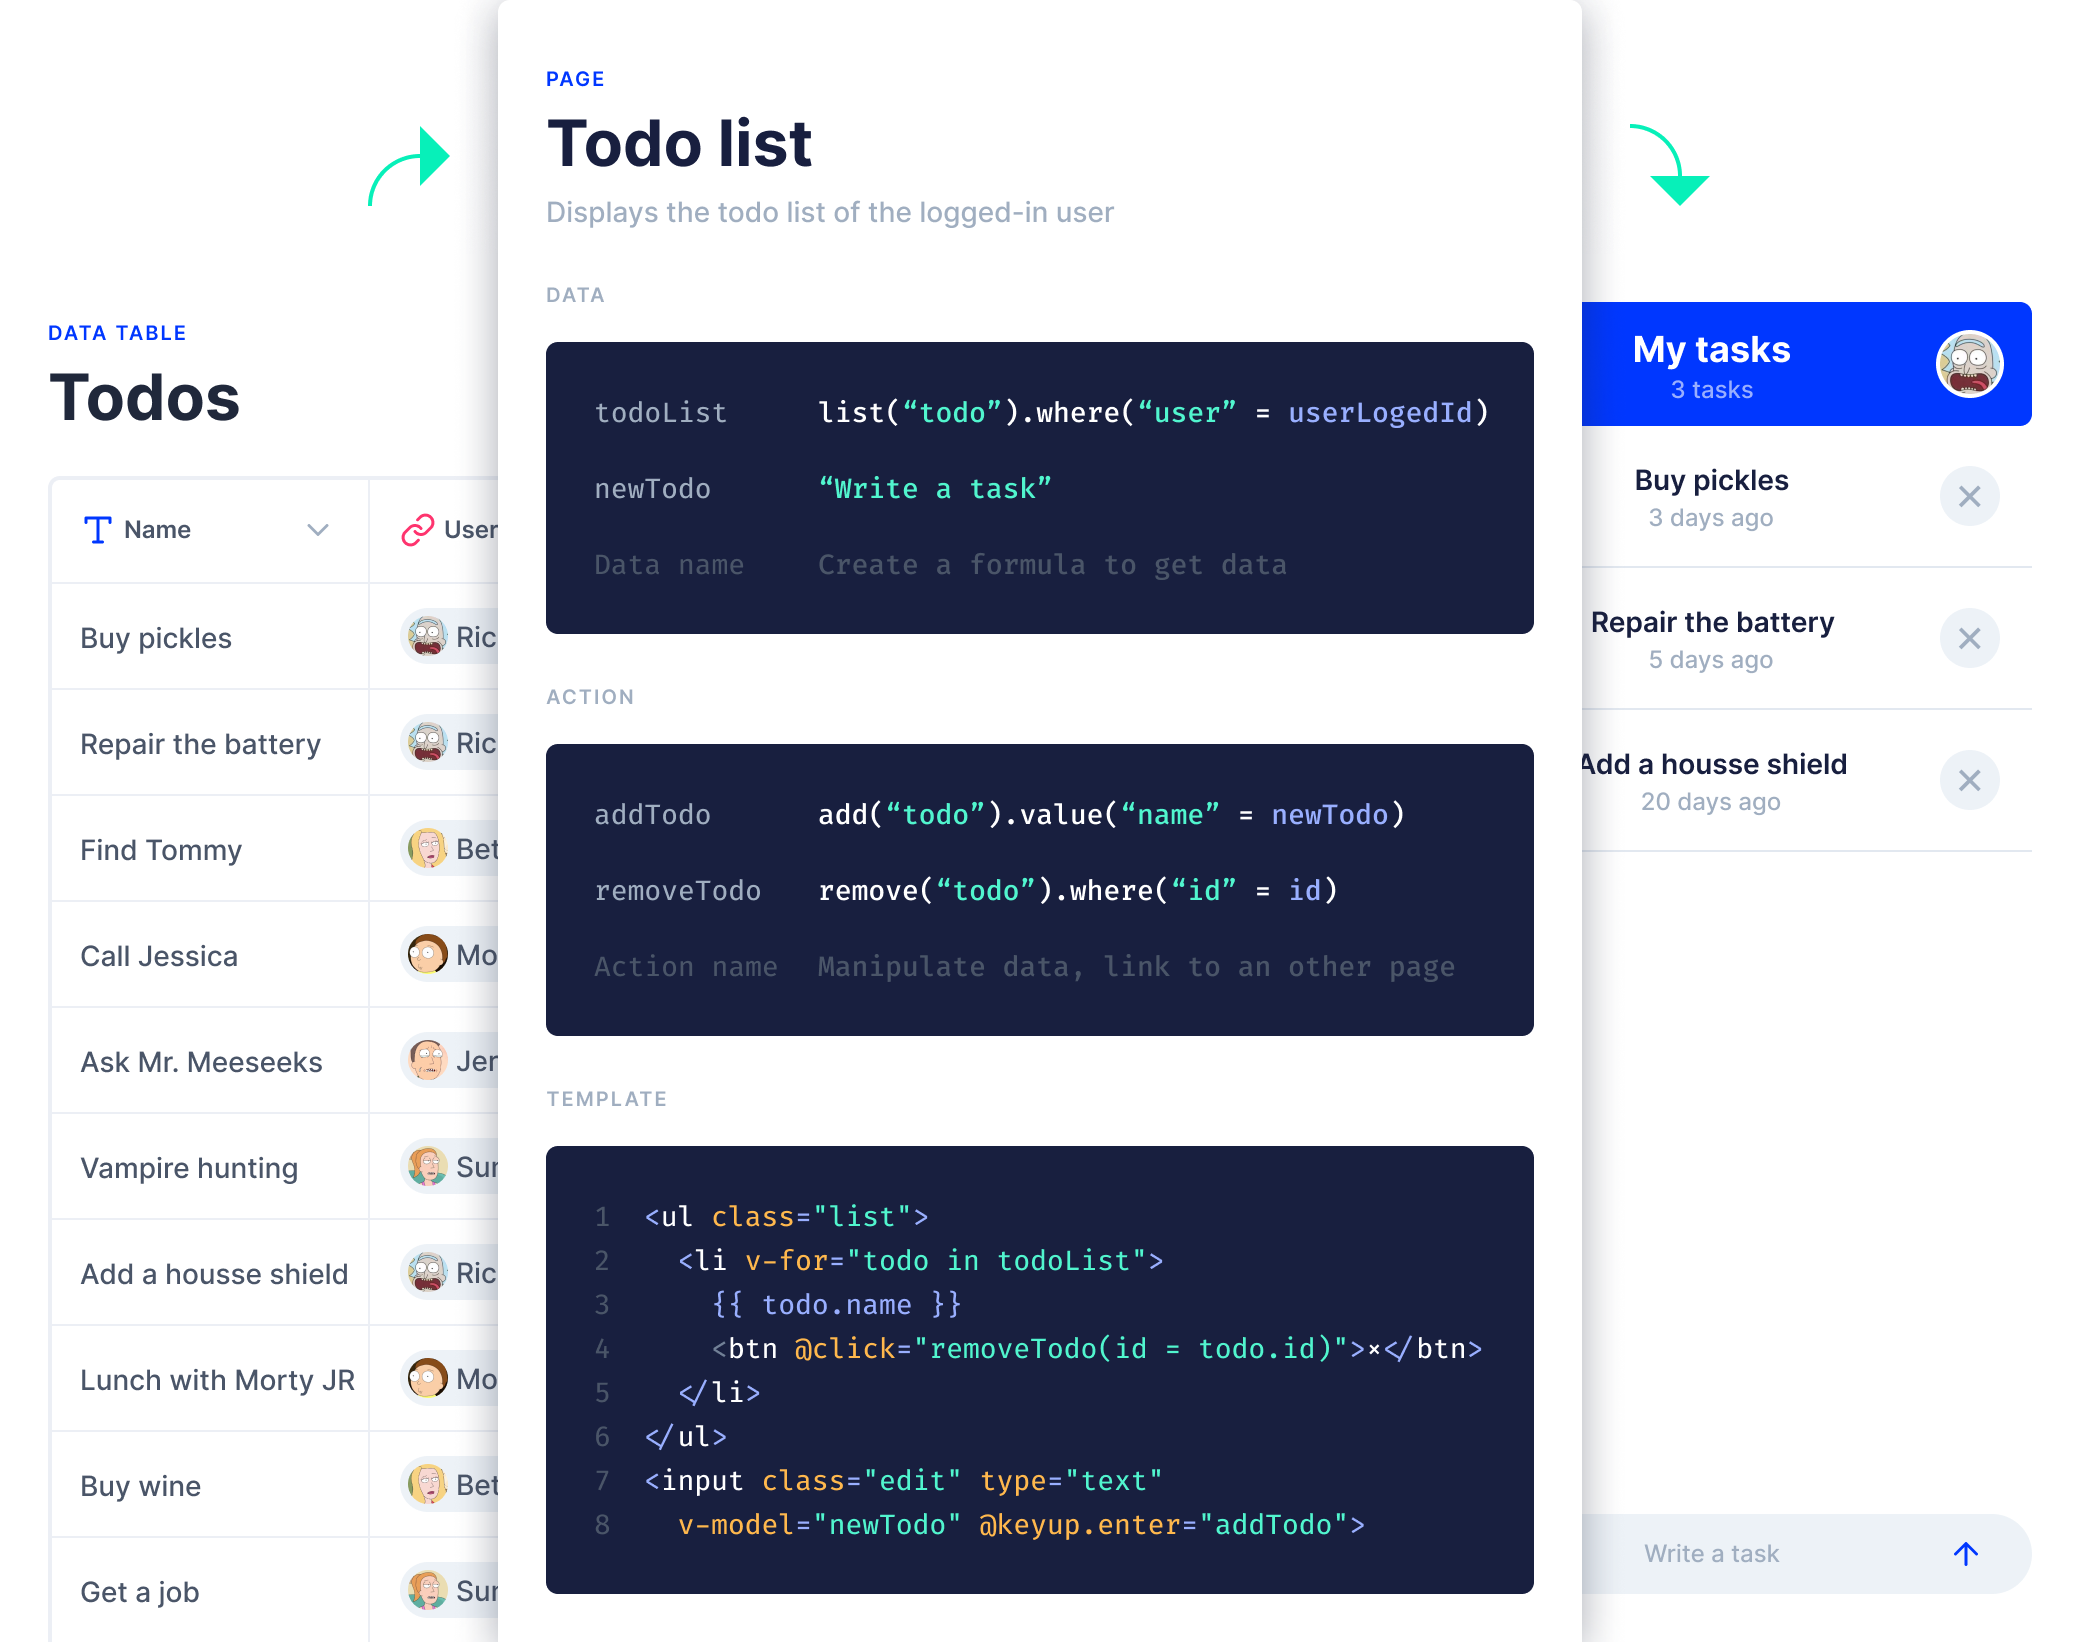 DATA TABLE
Todos
Name
User
Buy pickles
Ric
Repair the battery
Ric
Find Tommy
Bet
Call Jessica
Mo
Ask Mr. Meeseeks
Jer
Vampire hunting
Sum
Add a housse shield
Ric
Lunch with Morty JR
Mo
Buy wine
Bet
Get a job
Sum
PAGE
Todo list
Displays the todo list of the logged-in user
DATA
todoList list(“todo”).where(“user” = userLogedId)
newTodo “Write a task”
Data name Create a formula to get data
ACTION
addTodo add(“todo”).value(“name” = newTodo)
removeTodo remove(“todo”).where(“id” = id)
Action name Manipulate data, link to an other page
TEMPLATE
1 <ul class="list">
2 <li v-for="todo in todoList">
3 {{ todo.name }}
4 <btn @click="removeTodo(id = todo.id)">×</btn>
5 </li>
6 </ul>
7 <input class="edit" type="text"
8 v-model="newTodo" @keyup.enter="addTodo">
My tasks
3 tasks
Buy pickles
3 days ago
Repair the battery
5 days ago
Add a housse shield
20 days ago
Write a task